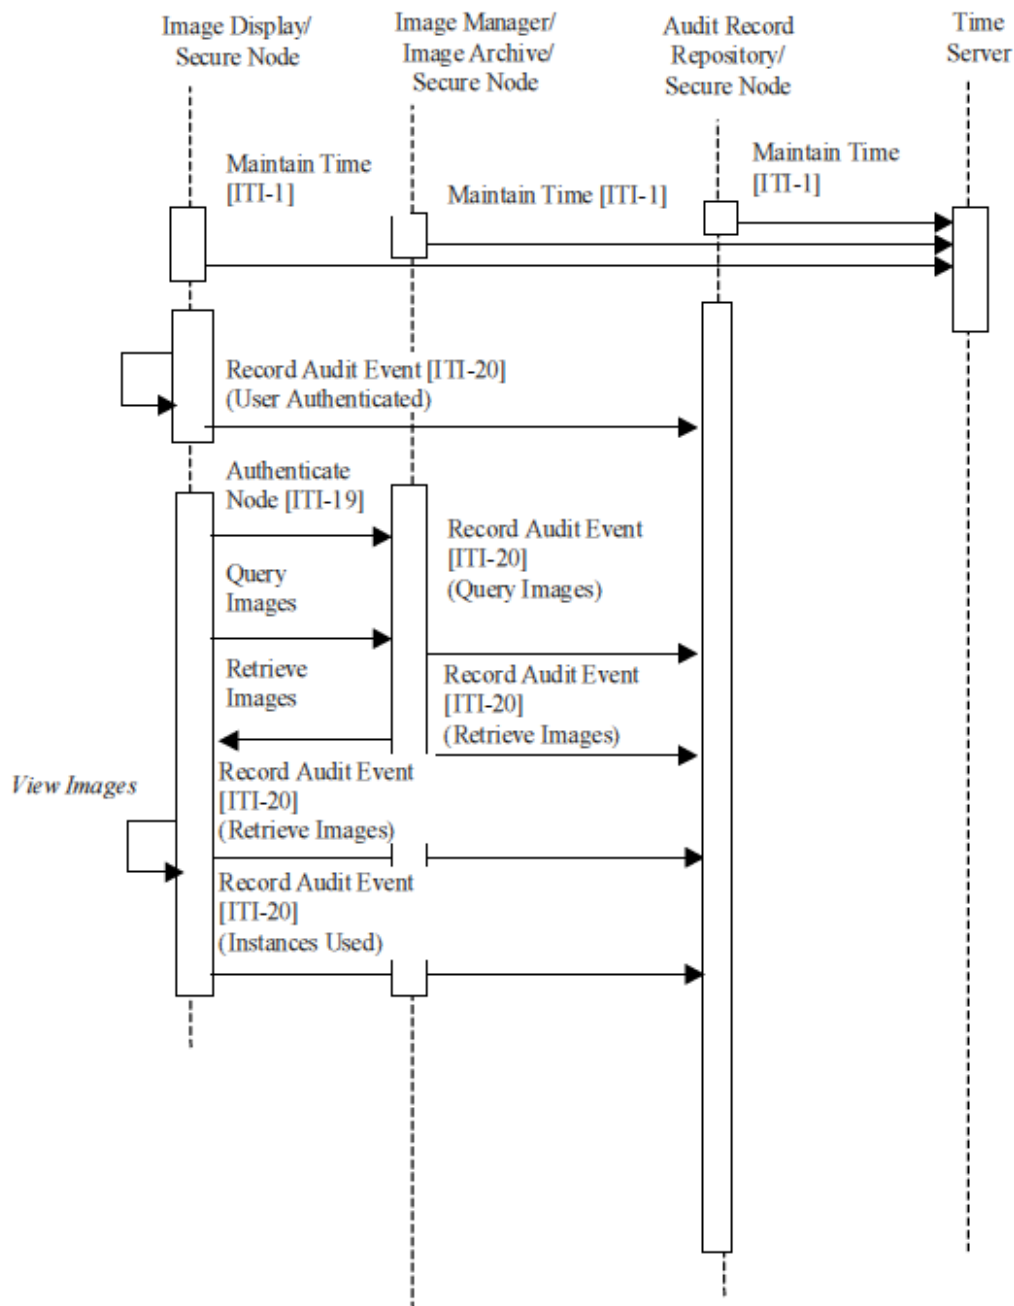 Image Display/
Secure Node
Image Manager/
Image Archive/
Secure Node
Audit Record
Repository/
Secure Node
Time
Server
Maintain Time
[ITI-1]
Maintain Time [ITI-1]
Maintain Time
[ITI-1]
Record Audit Event [ITI-20]
(User Authenticated)
Authenticate
Node [ITI-19]
Record Audit Event
[ITI-20]
(Query Images)
Query
Images
Retrieve
Images
Record Audit Event
[ITI-20]
(Retrieve Images)
View Images
Record Audit Event
[ITI-20]
(Retrieve Images)
Record Audit Event
[ITI-20]
(Instances Used)